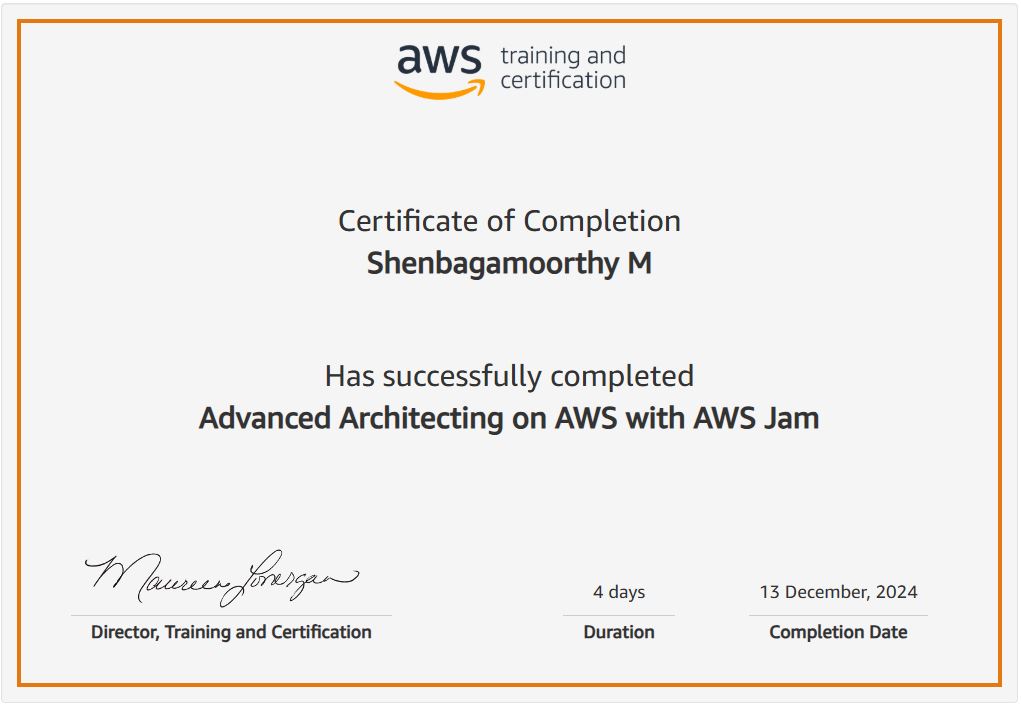 aws training and
certification
Certificate of Completion
Shenbagamoorthy M
Has successfully completed
Advanced Architecting on AWS with AWS Jam
Maureen Lonergan
Director, Training and Certification
4 days
Duration
13 December, 2024
Completion Date